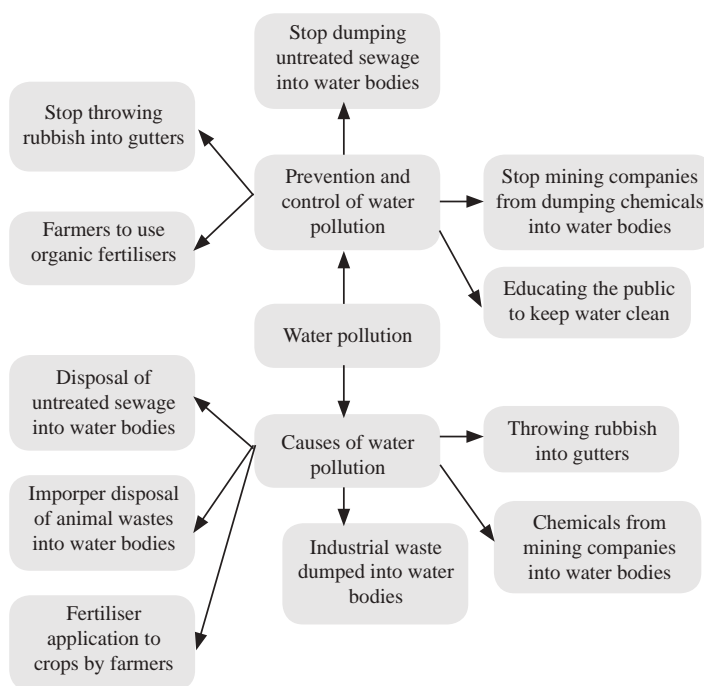 Stop dumping
untreated sewage
into water bodies
Stop throwing
rubbish into gutters
Prevention and
control of water
pollution
Stop mining companies
from dumping chemicals
into water bodies
Farmers to use
organic fertilisers
Educating the public
to keep water clean
Water pollution
Disposal of
untreated sewage
into water bodies
Causes of water
pollution
Throwing rubbish
into gutters
Imporper disposal
of animal wastes
into water bodies
Industrial waste
dumped into water
bodies
Chemicals from
mining companies
into water bodies
Fertiliser
application to
crops by farmers